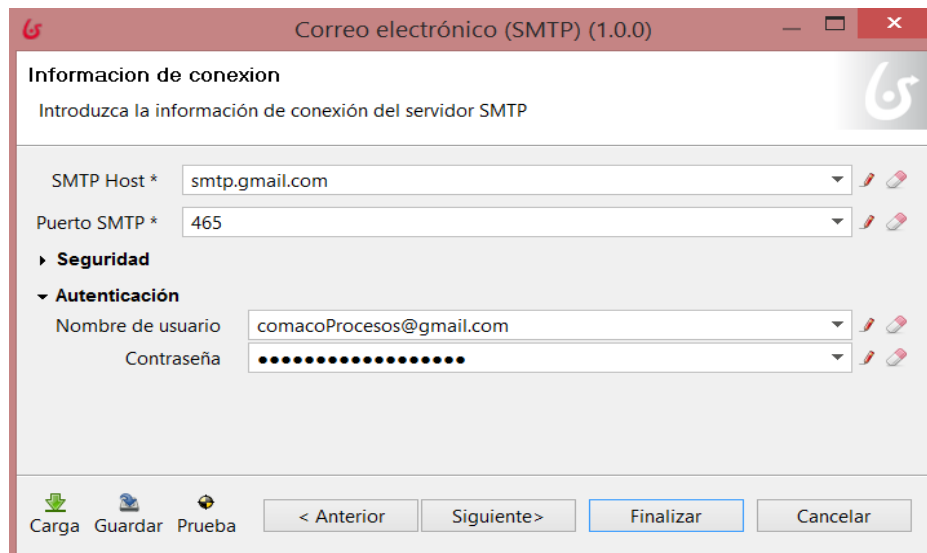 Correo electrónico (SMTP) (1.0.0)
Informacion de conexion
Introduzca la información de conexión del servidor SMTP
SMTP Host * smtp.gmail.com
Puerto SMTP * 465
Seguridad
Autenticación
Nombre de usuario comacoProcesos@gmail.com
Contraseña ••••••••••••••••••
Carga Guardar Prueba < Anterior Siguiente> Finalizar Cancelar